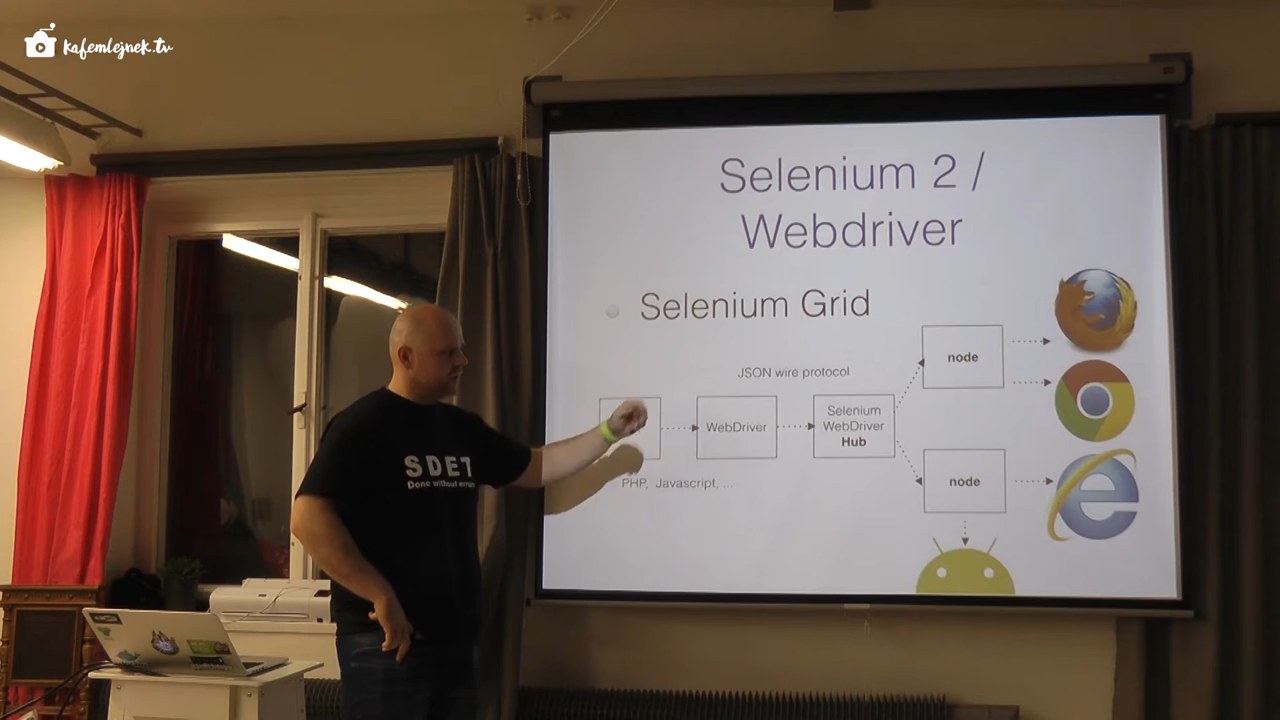 kafemlejnek.tv
Selenium 2 /
Webdriver
Selenium Grid
JSON wire protocol
node
WebDriver
Selenium
WebDriver
Hub
node
PHP, Javascript, ...
SDET
Done without errors